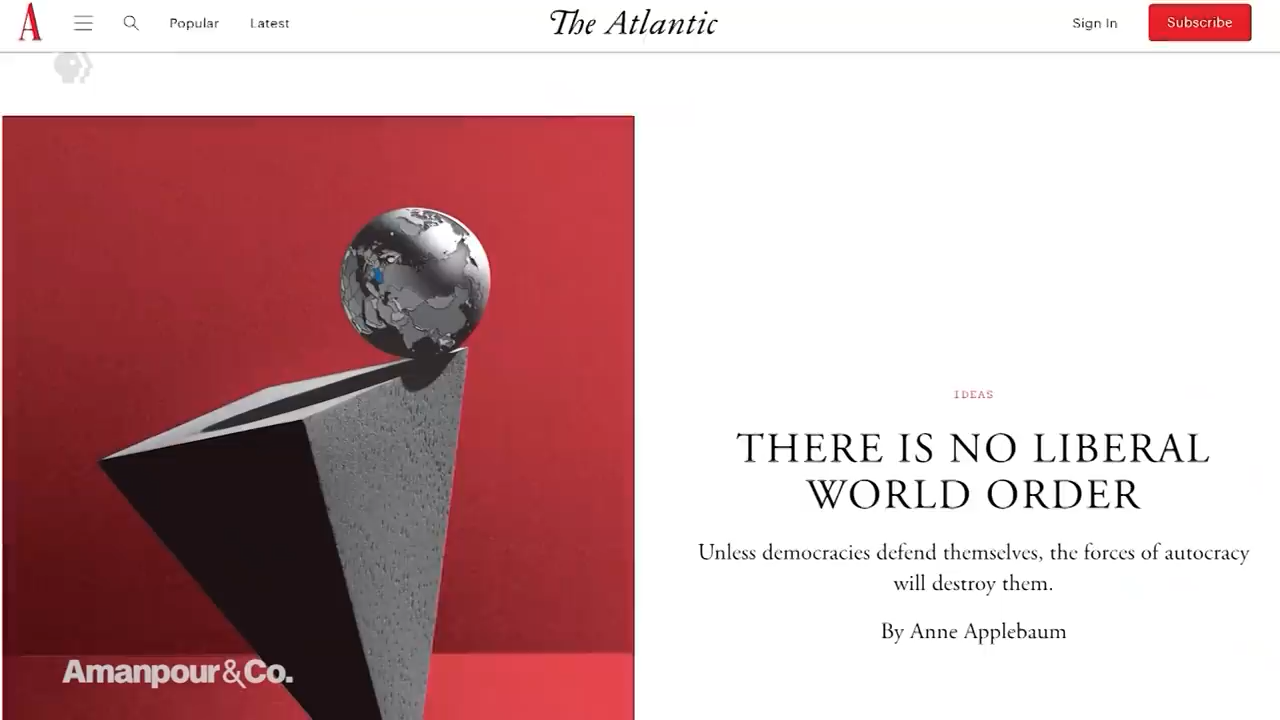 A
Popular
Latest
The Atlantic
Sign In
Subscribe
IDEAS
THERE IS NO LIBERAL
WORLD ORDER
Unless democracies defend themselves, the forces of autocracy
will destroy them.
By Anne Applebaum
Amanpour&Co.